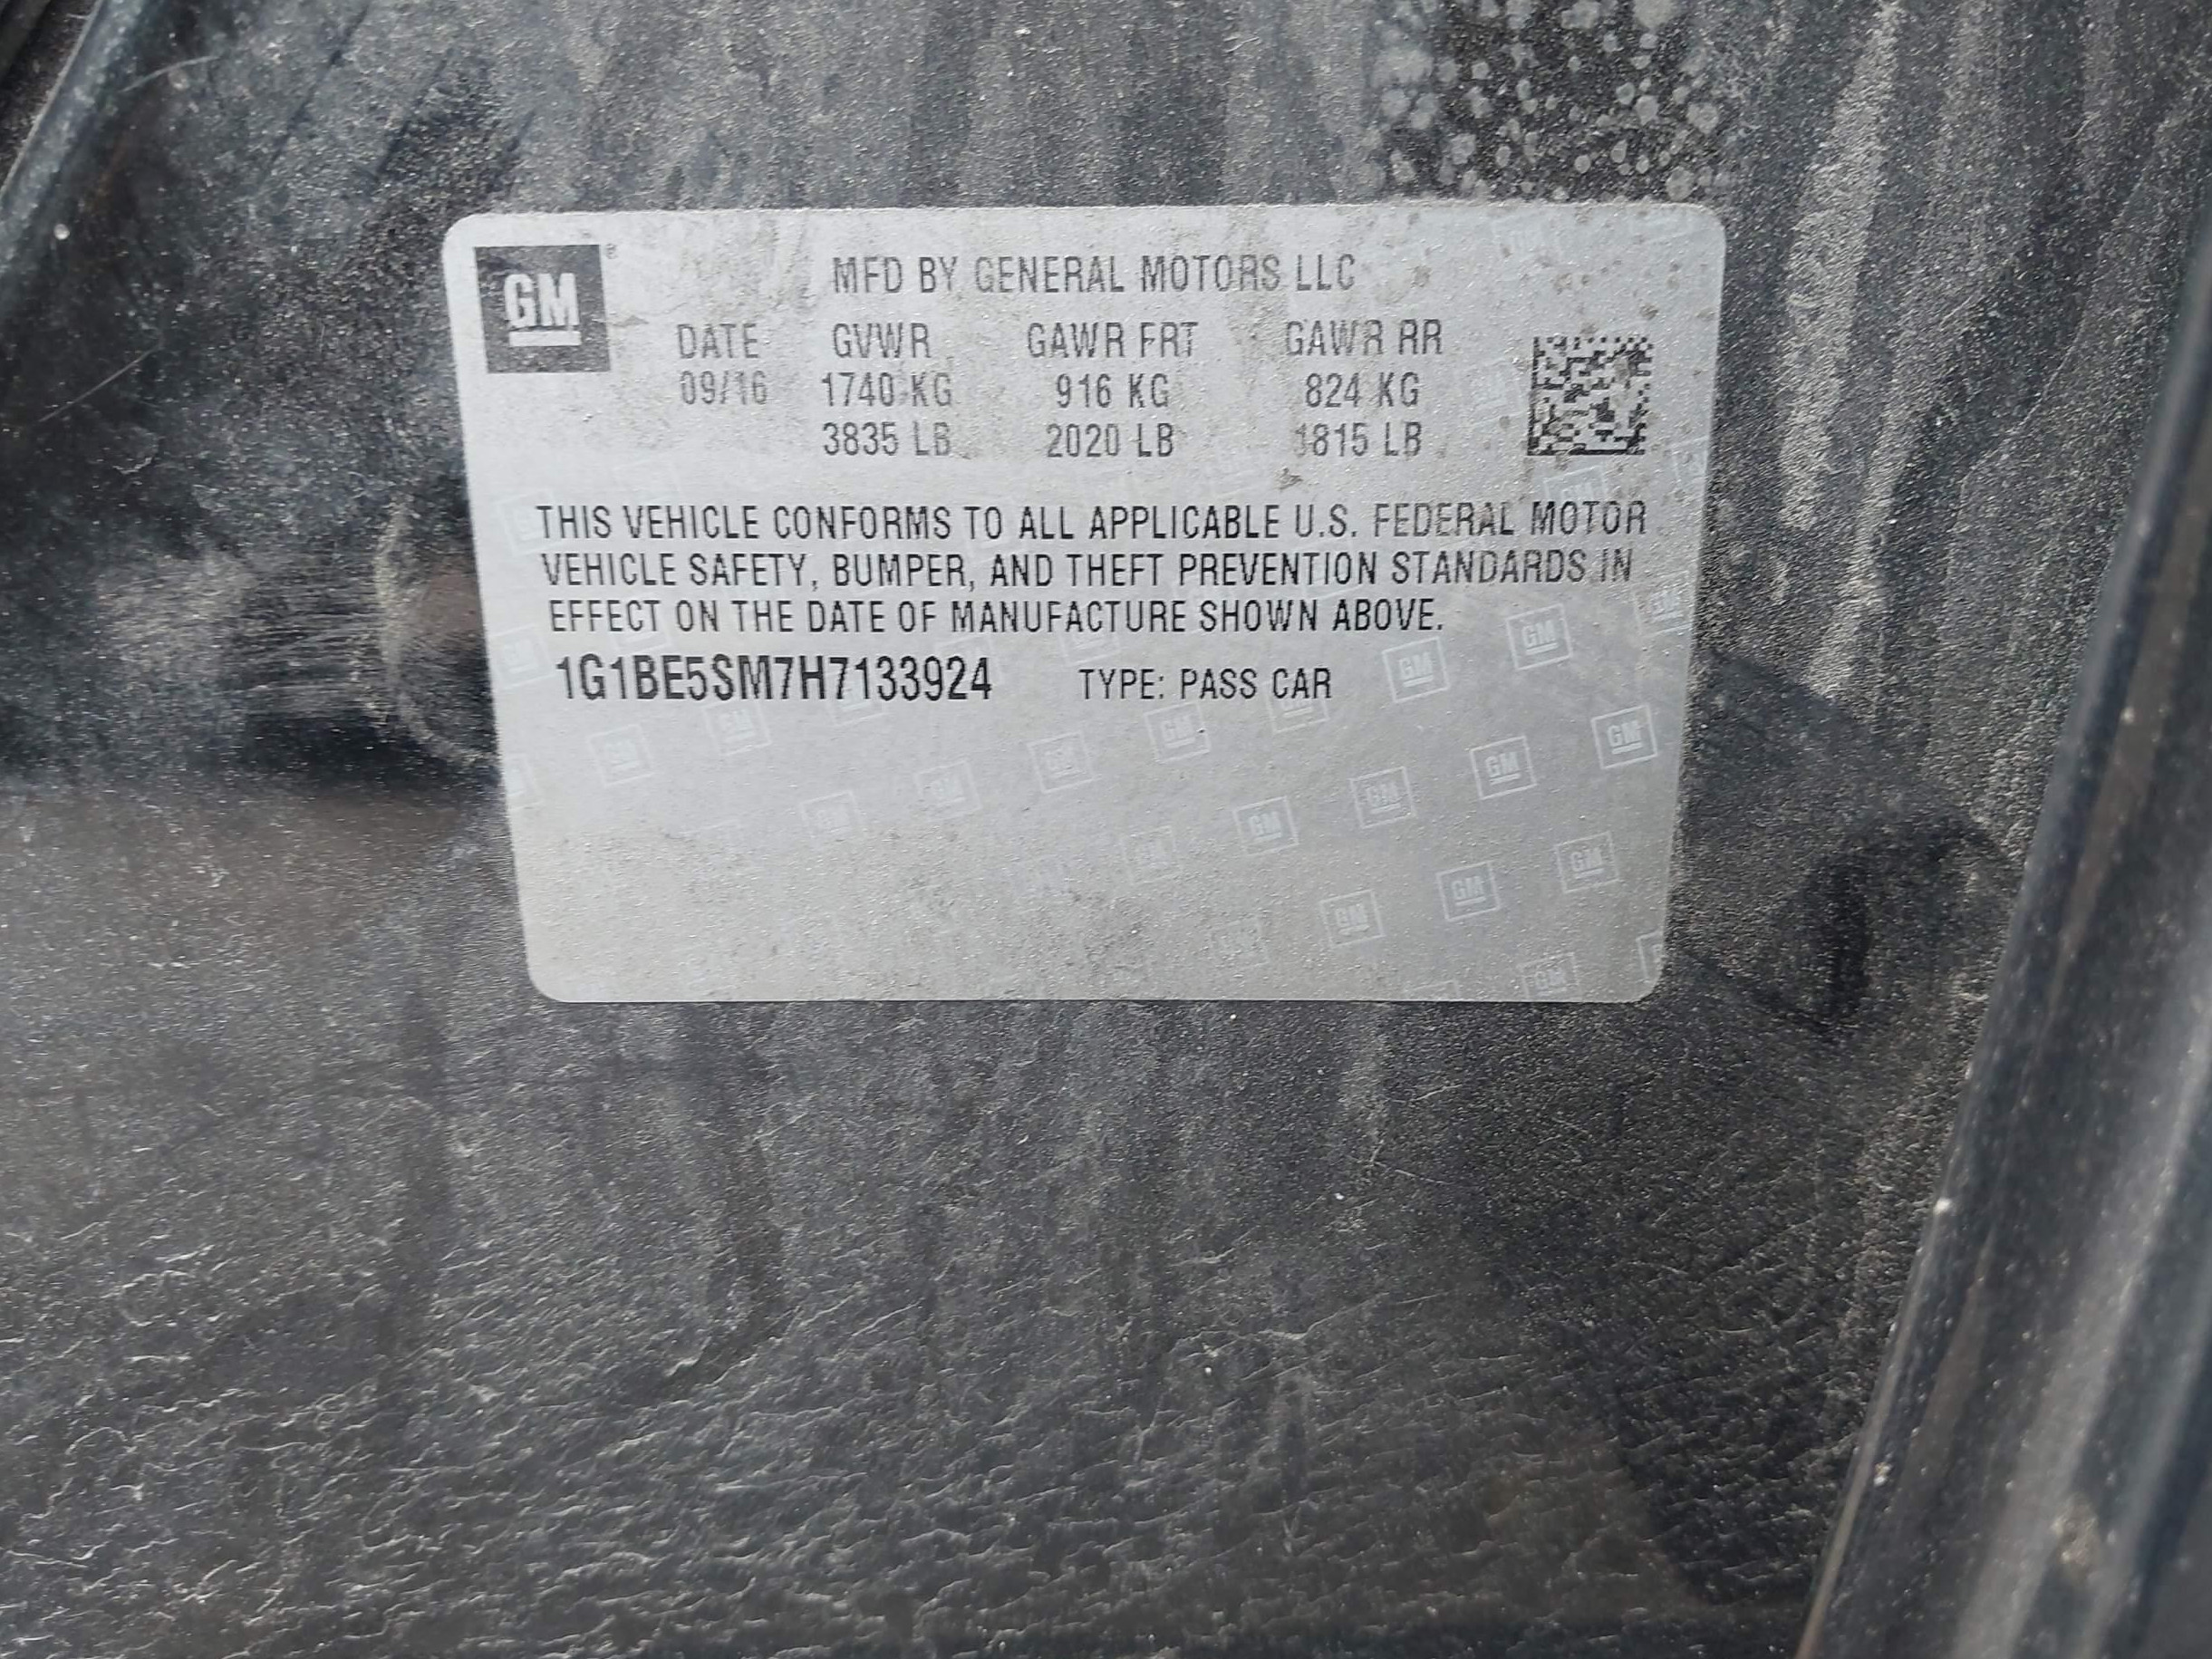 GM
MFD BY GENERAL MOTORS LLC
DATE GVWR GAWR FRT GAWR RR
09/16 1740 KG 916 KG 824 KG
3835 LB 2020 LB 1815 LB
THIS VEHICLE CONFORMS TO ALL APPLICABLE U.S. FEDERAL MOTOR
VEHICLE SAFETY, BUMPER, AND THEFT PREVENTION STANDARDS IN
EFFECT ON THE DATE OF MANUFACTURE SHOWN ABOVE.
1G1BE5SM7H7133924 TYPE: PASS CAR